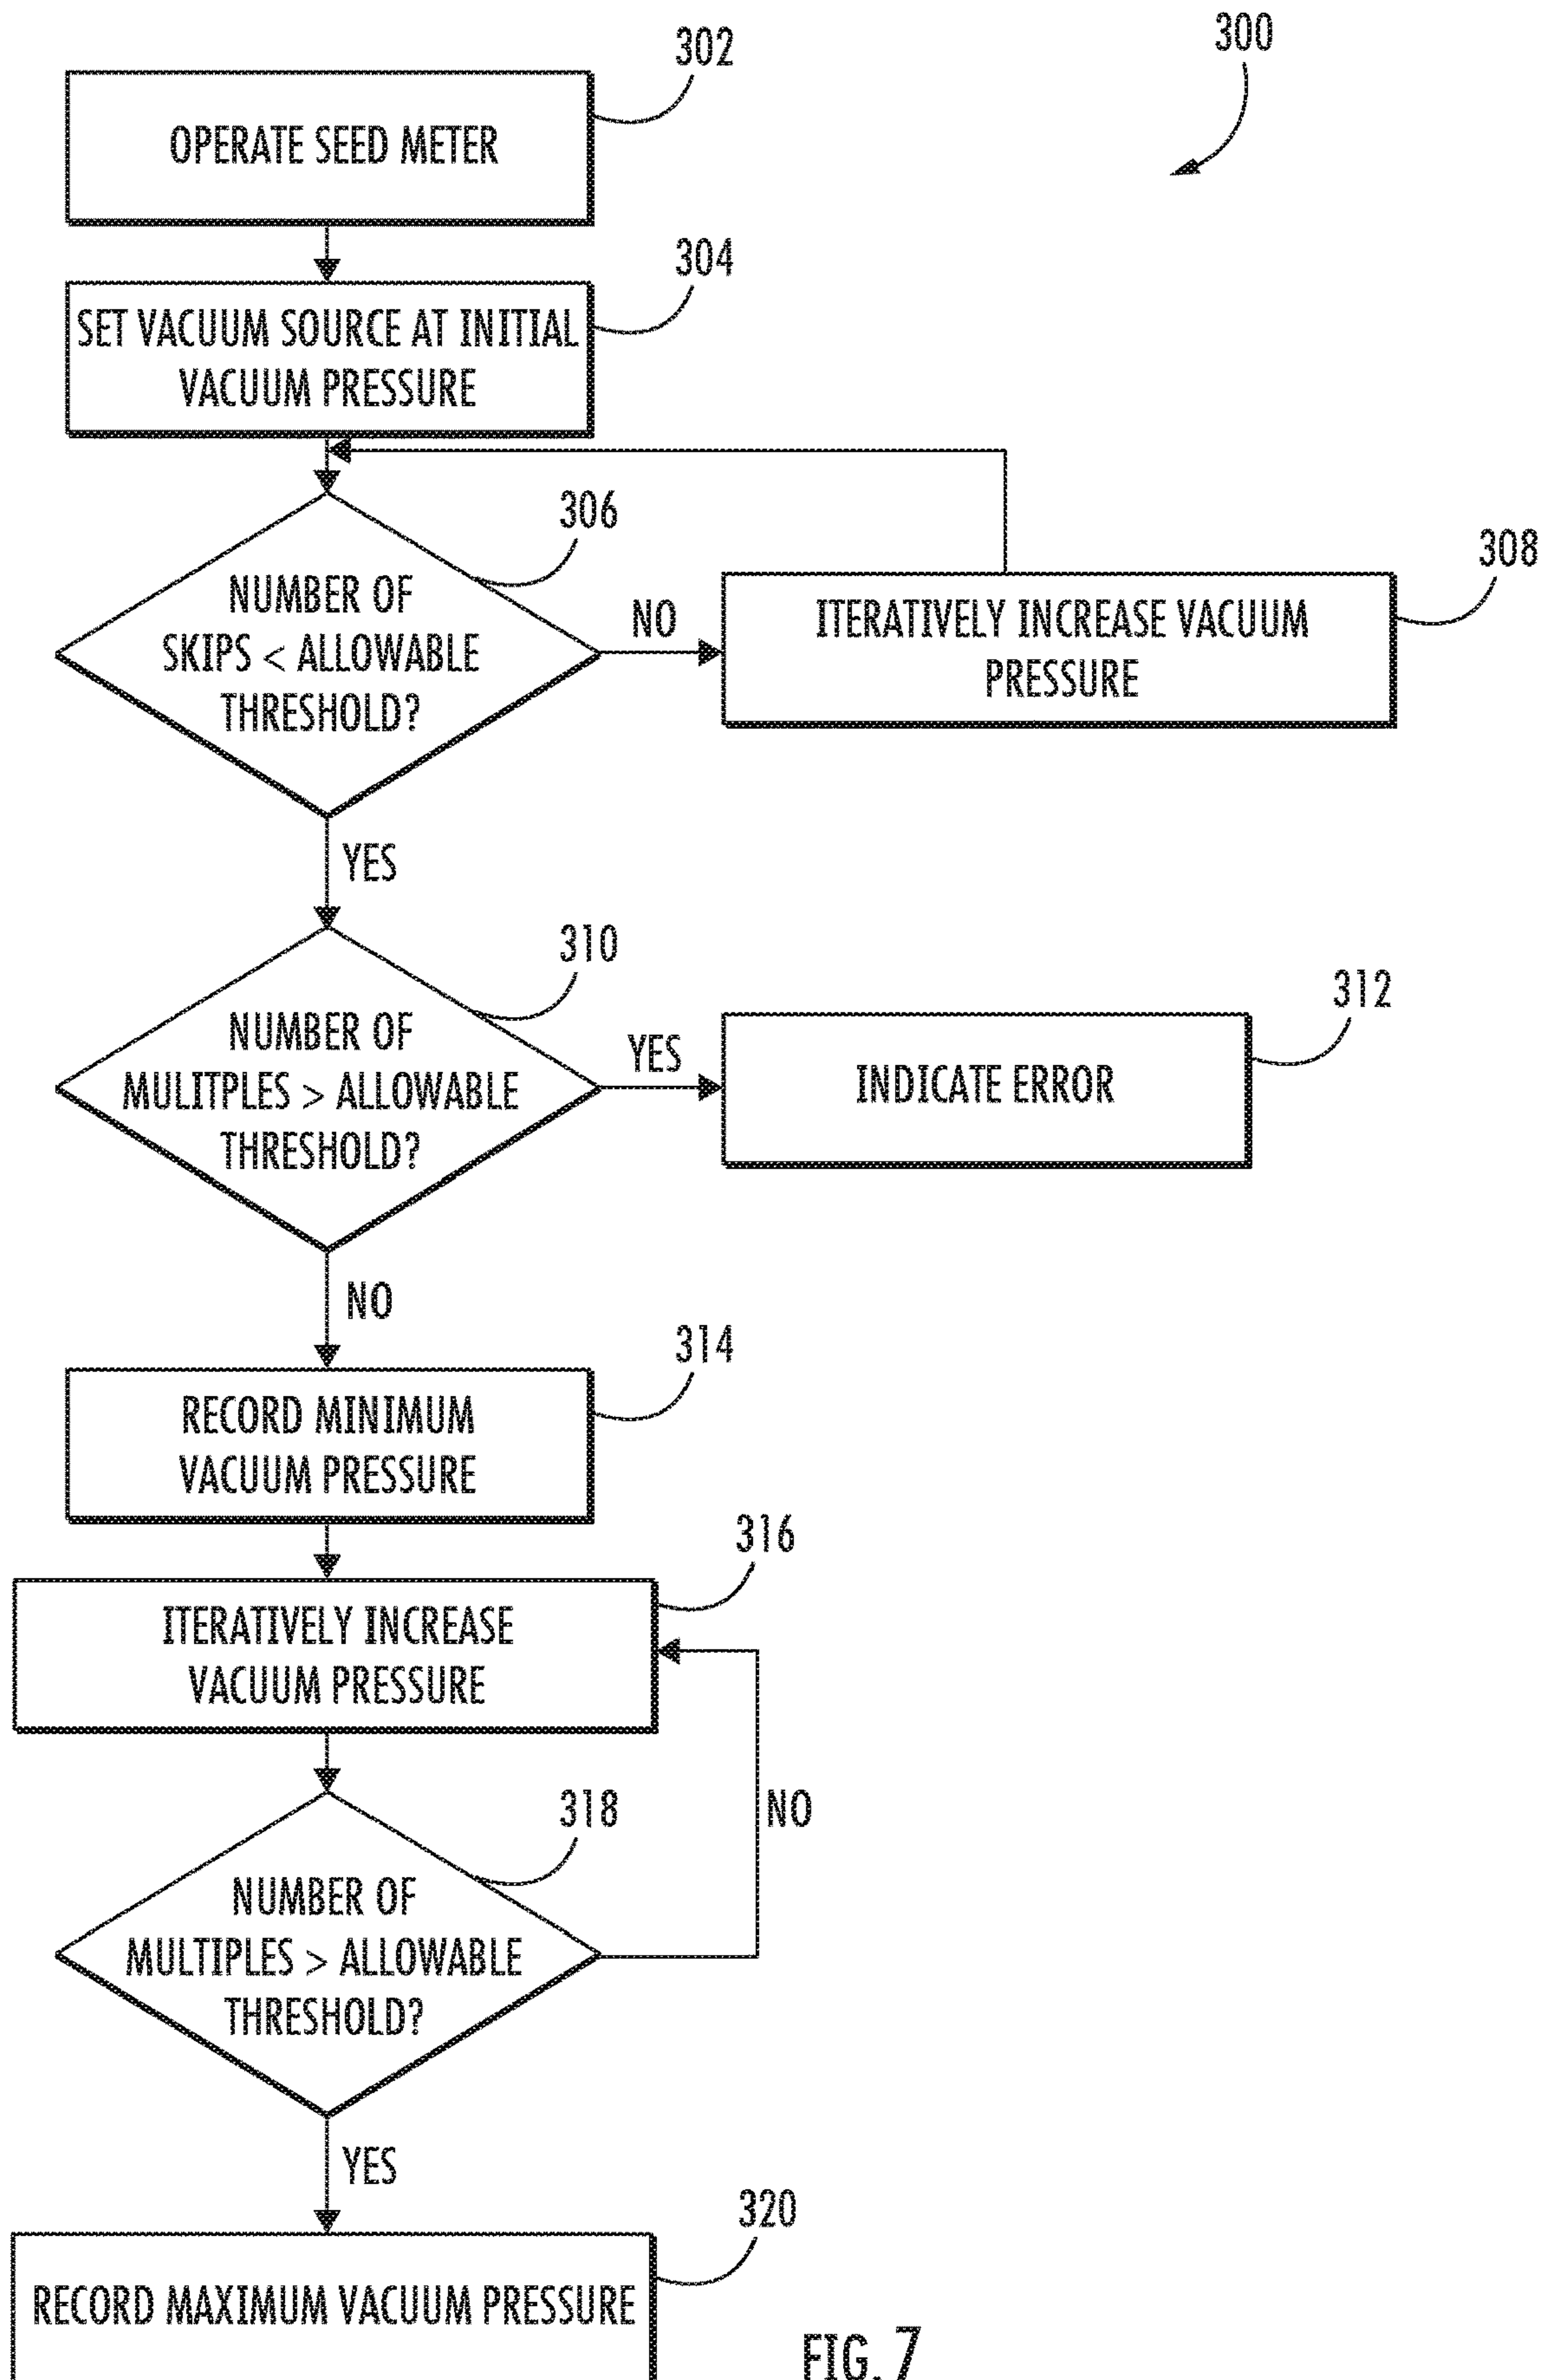 300
302
OPERATE SEED METER
304
SET VACUUM SOURCE AT INITIAL
VACUUM PRESSURE
306
NUMBER OF
SKIPS < ALLOWABLE
THRESHOLD?
NO
308
ITERATIVELY INCREASE VACUUM
PRESSURE
YES
310
NUMBER OF
MULITPLES > ALLOWABLE
THRESHOLD?
YES
312
INDICATE ERROR
NO
314
RECORD MINIMUM
VACUUM PRESSURE
316
ITERATIVELY INCREASE
VACUUM PRESSURE
318
NUMBER OF
MULTIPLES > ALLOWABLE
THRESHOLD?
NO
YES
320
RECORD MAXIMUM VACUUM PRESSURE
FIG. 7